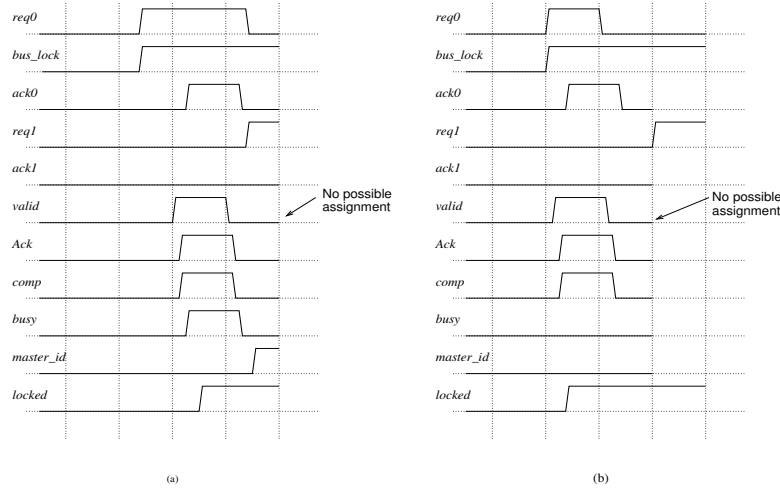 req0
bus_lock
ack0
req1
ack1
valid
Ack
comp
busy
master_id
locked
No possible
assignment
(a)
req0
bus_lock
ack0
req1
ack1
valid
Ack
comp
busy
master_id
locked
No possible
assignment
(b)